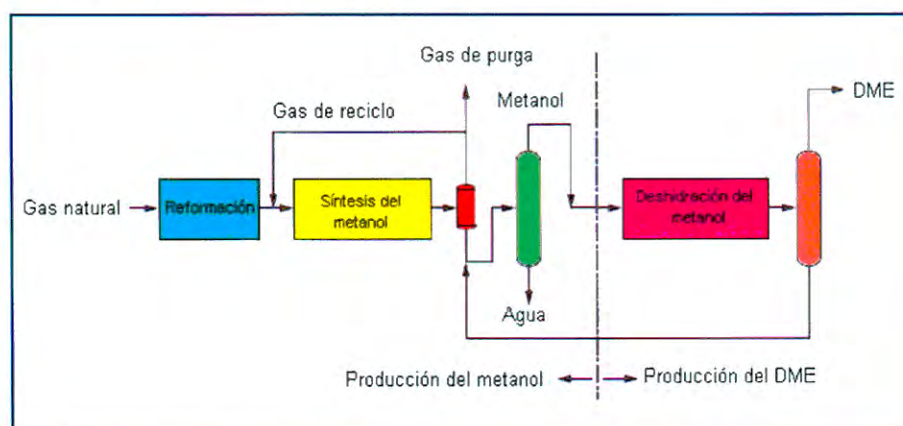 Gas de purga
Metanol
DME
Gas de reciclo
Gas natural
Reformación
Síntesis del
metanol
Deshidración del
metanol
Agua
Producción del metanol
Producción del DME